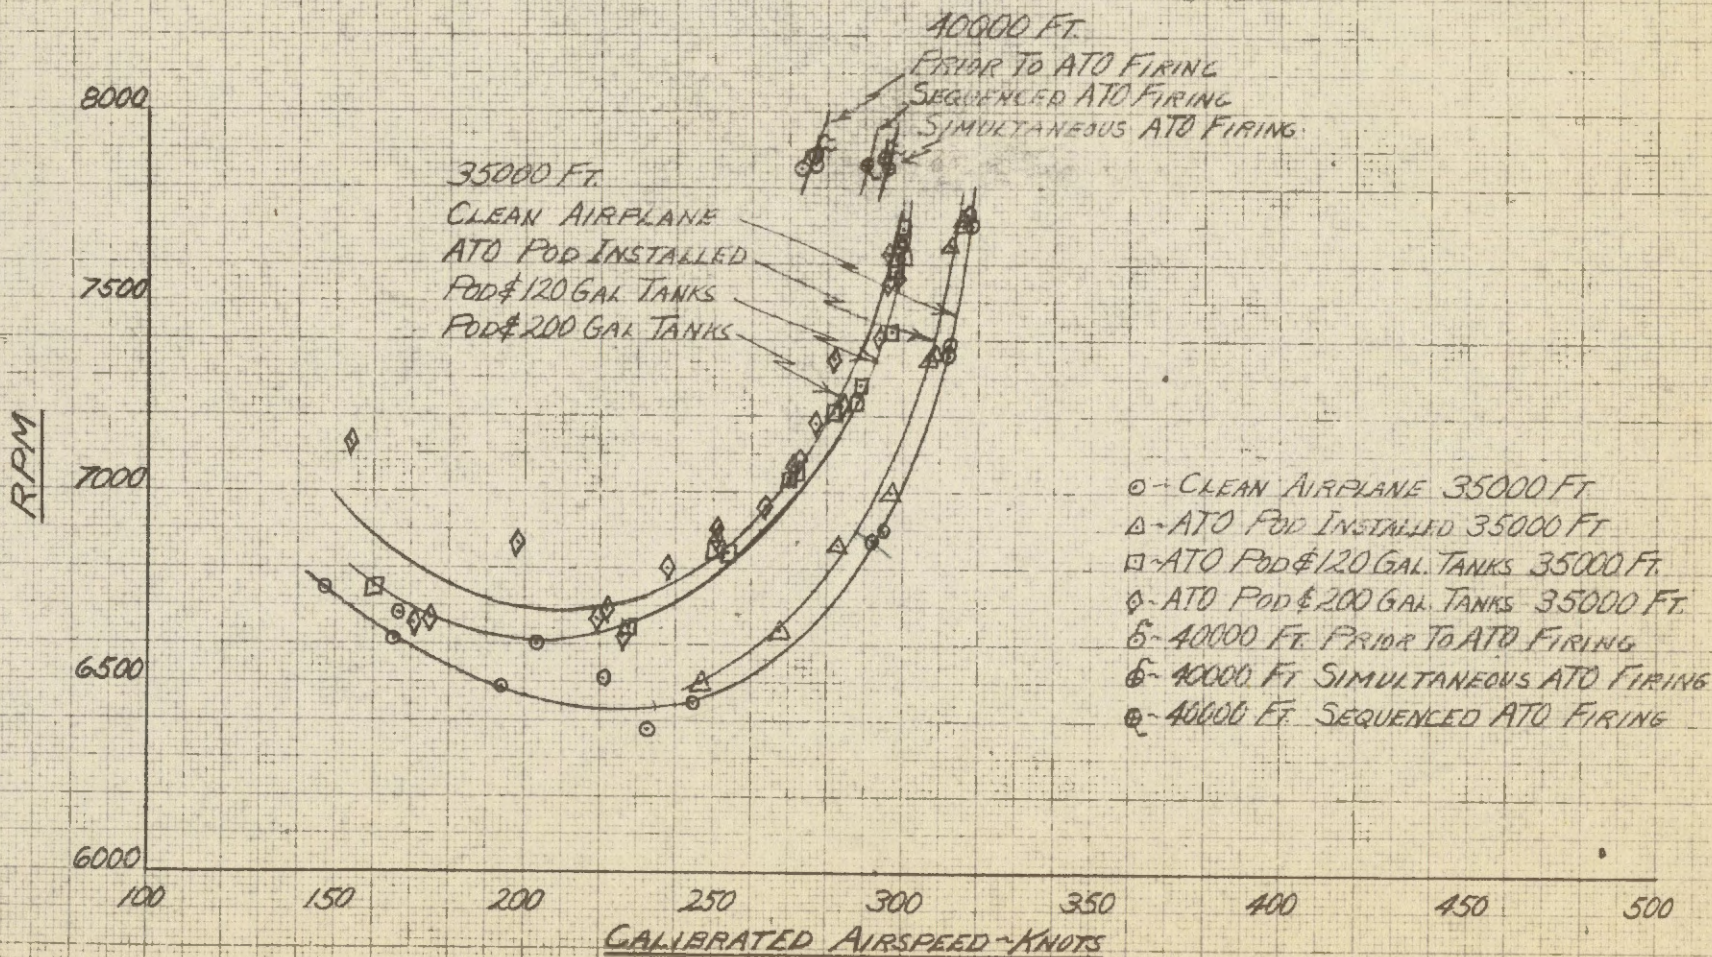 40000 FT.
PRIOR TO ATO FIRING
SEQUENCED ATO FIRING
SIMULTANEOUS ATO FIRING
8000
35000 FT.
CLEAN AIRPLANE
ATO POD INSTALLED
POD & 120 GAL TANKS
POD & 200 GAL TANKS
7500
RPM
7000
6500
6000
⊙- CLEAN AIRPLANE 35000 FT
△- ATO POD INSTALLED 35000 FT
⊡-ATO POD & 120 GAL. TANKS 35000 FT.
◊- ATO POD & 200 GAL. TANKS 35000 FT.
- 40000 FT. PRIOR TO ATO FIRING
- 40000 FT SIMULTANEOUS ATO FIRING
- 40000 FT. SEQUENCED ATO FIRING
100 150 200 250 300 350 400 450 500
CALIBRATED AIRSPEED~KNOTS